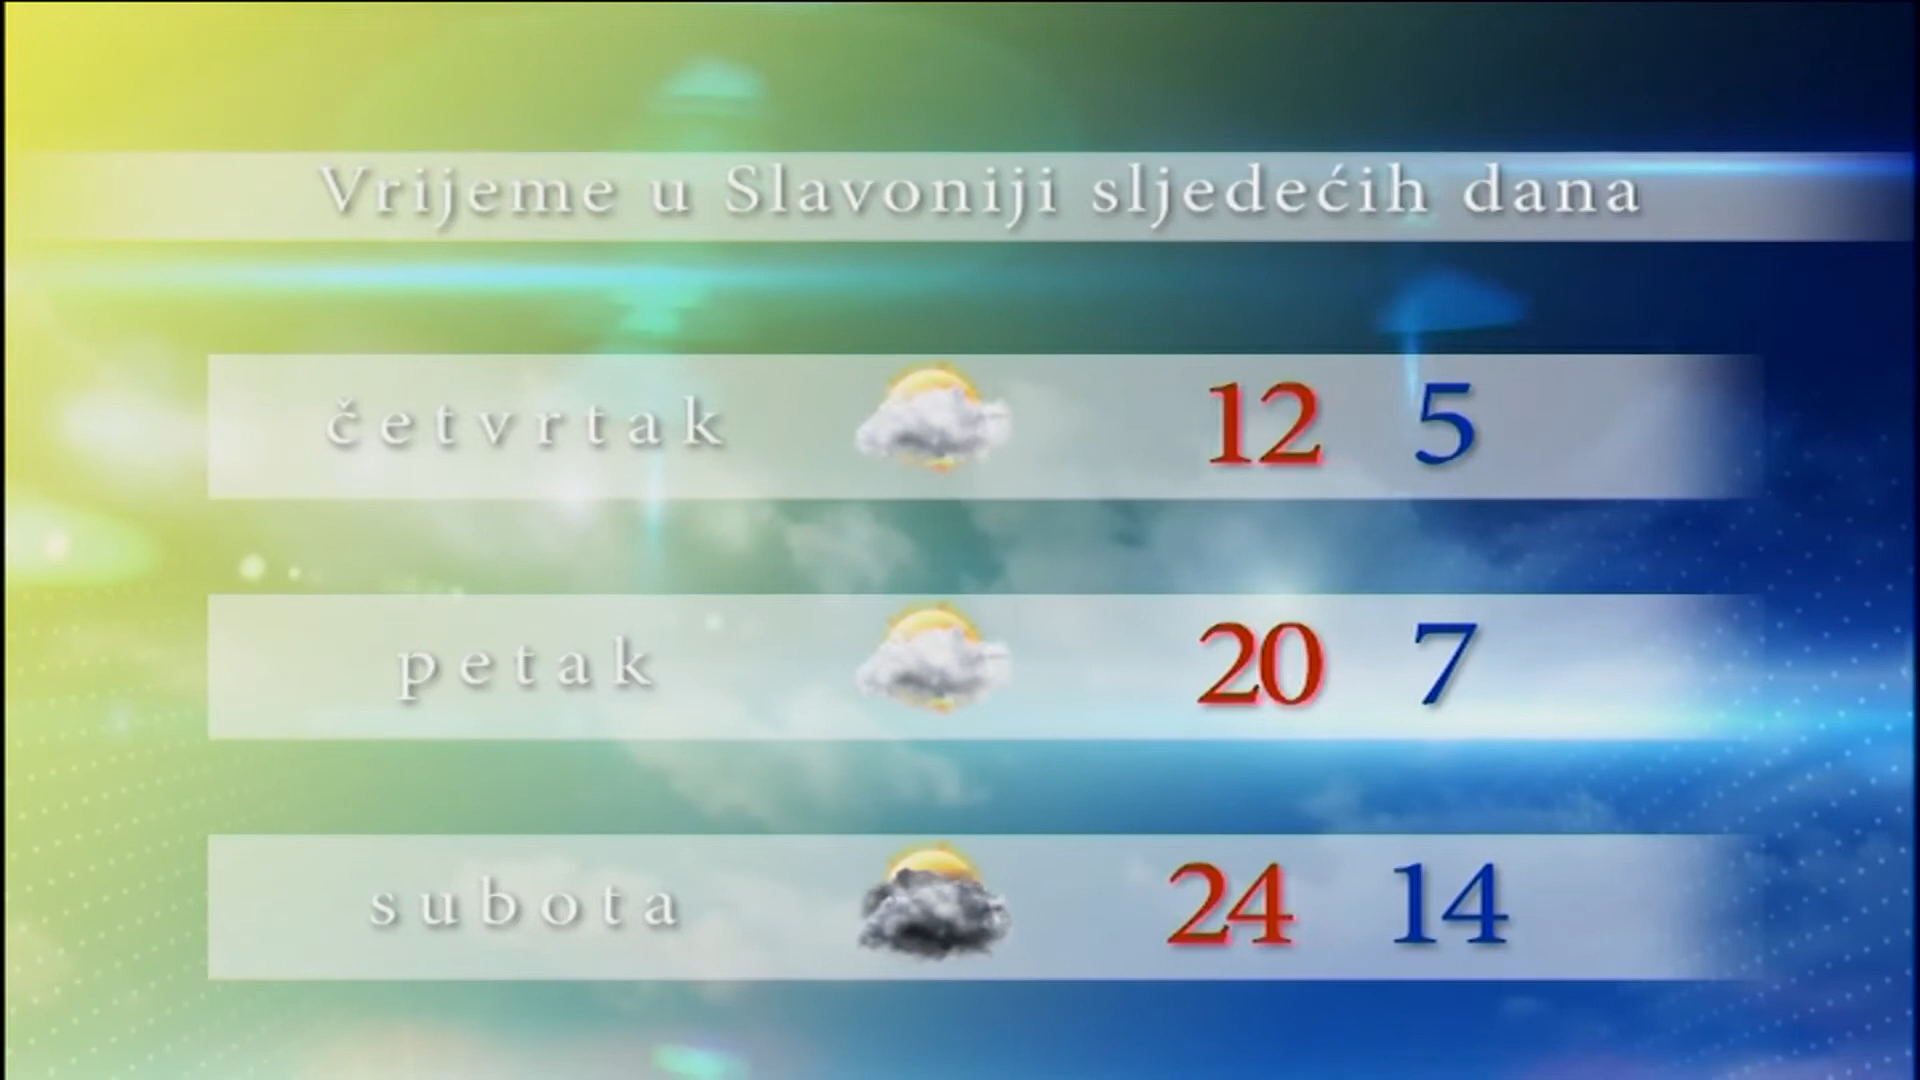 Vrijeme u Slavoniji sljedećih dana
četvrtak 12 5
petak 20 7
subota 24 14